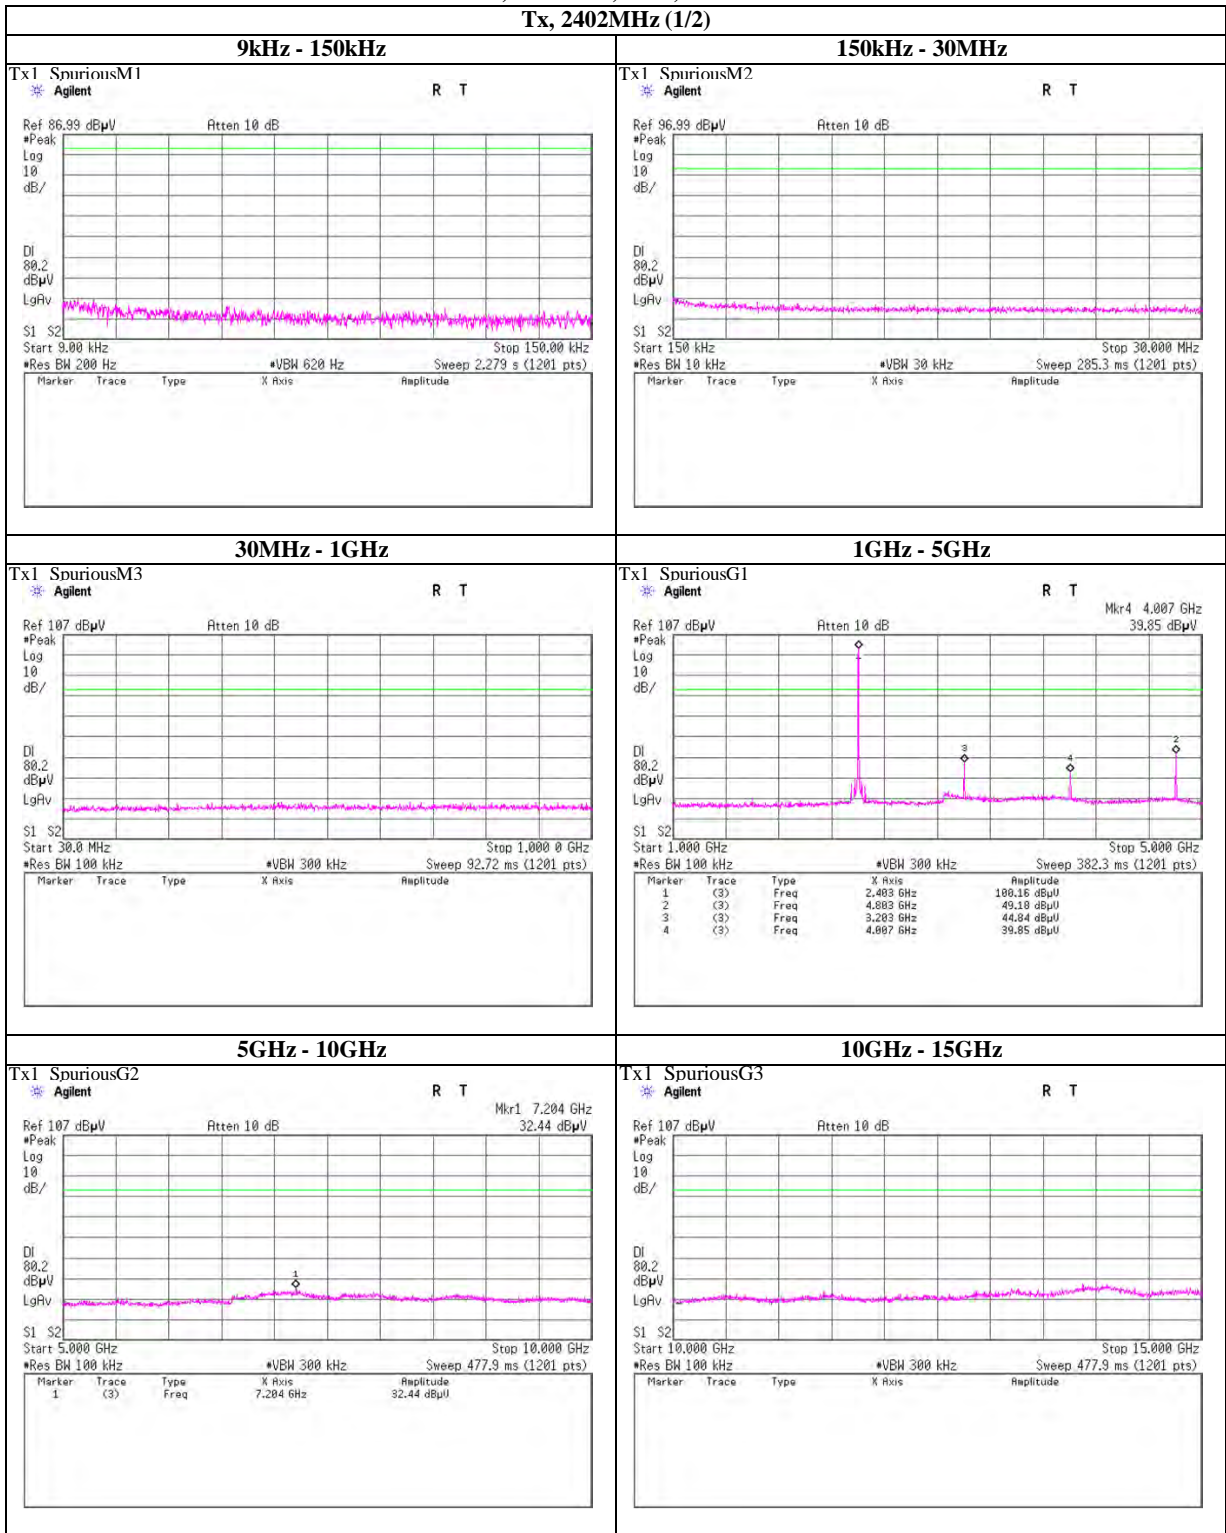 Tx, 2402MHz (1/2)
9kHz - 150kHz
150kHz - 30MHz
Tx1 SpuriousM1
Agilent
R T
Ref 86.99 dBµV
Atten 10 dB
#Peak
Log
10
dB/
DI
80.2
dBµV
LgAv
S1 S2
Start 9.00 kHz
Stop 150.00 kHz
#Res BW 200 Hz
#VBW 620 Hz
Sweep 2.279 s (1201 pts)
Marker Trace Type X Axis Amplitude
Tx1 SpuriousM2
Agilent
R T
Ref 96.99 dBµV
Atten 10 dB
#Peak
Log
10
dB/
DI
80.2
dBµV
LgAv
S1 S2
Start 150 kHz
Stop 30.000 MHz
#Res BW 10 kHz
#VBW 30 kHz
Sweep 285.3 ms (1201 pts)
Marker Trace Type X Axis Amplitude
30MHz - 1GHz
1GHz - 5GHz
Tx1 SpuriousM3
Agilent
R T
Ref 107 dBµV
Atten 10 dB
#Peak
Log
10
dB/
DI
80.2
dBµV
LgAv
S1 S2
Start 30.0 MHz
Stop 1.000 0 GHz
#Res BW 100 kHz
#VBW 300 kHz
Sweep 92.72 ms (1201 pts)
Marker Trace Type X Axis Amplitude
Tx1 SpuriousG1
Agilent
R T
Mkr4 4.007 GHz
Ref 107 dBµV
Atten 10 dB
39.85 dBµV
#Peak
Log
10
dB/
2
3
4
DI
80.2
dBµV
LgAv
S1 S2
Start 1.000 GHz
Stop 5.000 GHz
#Res BW 100 kHz
#VBW 300 kHz
Sweep 382.3 ms (1201 pts)
Marker Trace Type X Axis Amplitude
1 (3) Freq 2.403 GHz 100.16 dBµV
2 (3) Freq 4.803 GHz 49.18 dBµV
3 (3) Freq 3.203 GHz 44.84 dBµV
4 (3) Freq 4.007 GHz 39.85 dBµV
5GHz - 10GHz
10GHz - 15GHz
Tx1 SpuriousG2
Agilent
R T
Mkr1 7.204 GHz
Ref 107 dBµV
Atten 10 dB
32.44 dBµV
#Peak
Log
10
dB/
DI
80.2
dBµV
1
LgAv
S1 S2
Start 5.000 GHz
Stop 10.000 GHz
#Res BW 100 kHz
#VBW 300 kHz
Sweep 477.9 ms (1201 pts)
Marker Trace Type X Axis Amplitude
1 (3) Freq 7.204 GHz 32.44 dBµV
Tx1 SpuriousG3
Agilent
R T
Ref 107 dBµV
Atten 10 dB
#Peak
Log
10
dB/
DI
80.2
dBµV
LgAv
S1 S2
Start 10.000 GHz
Stop 15.000 GHz
#Res BW 100 kHz
#VBW 300 kHz
Sweep 477.9 ms (1201 pts)
Marker Trace Type X Axis Amplitude